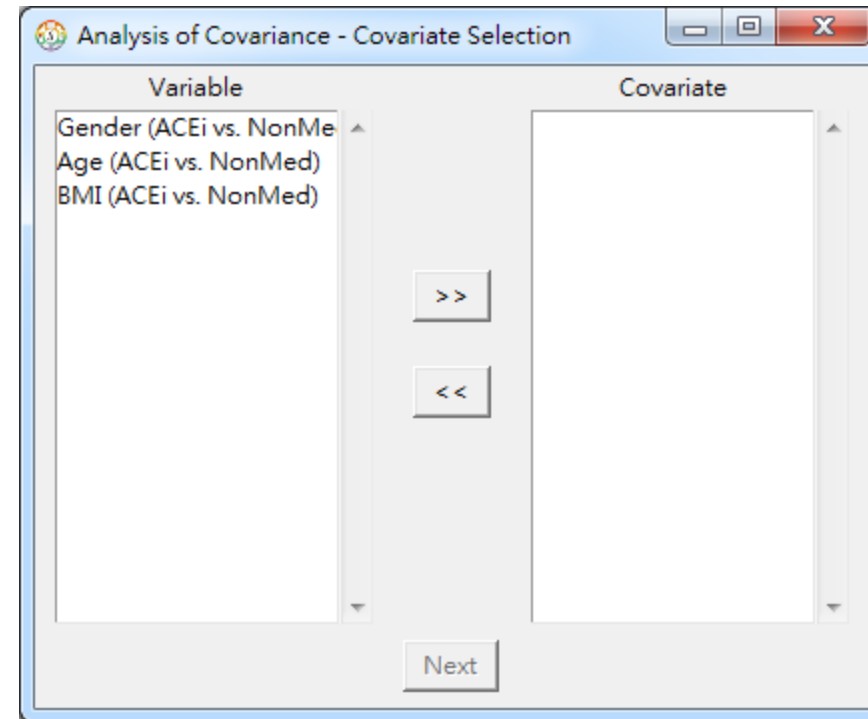 Analysis of Covariance - Covariate Selection
Variable
Covariate
Gender (ACEi vs. NonMe
Age (ACEi vs. NonMed)
BMI (ACEi vs. NonMed)
>>
<<
Next